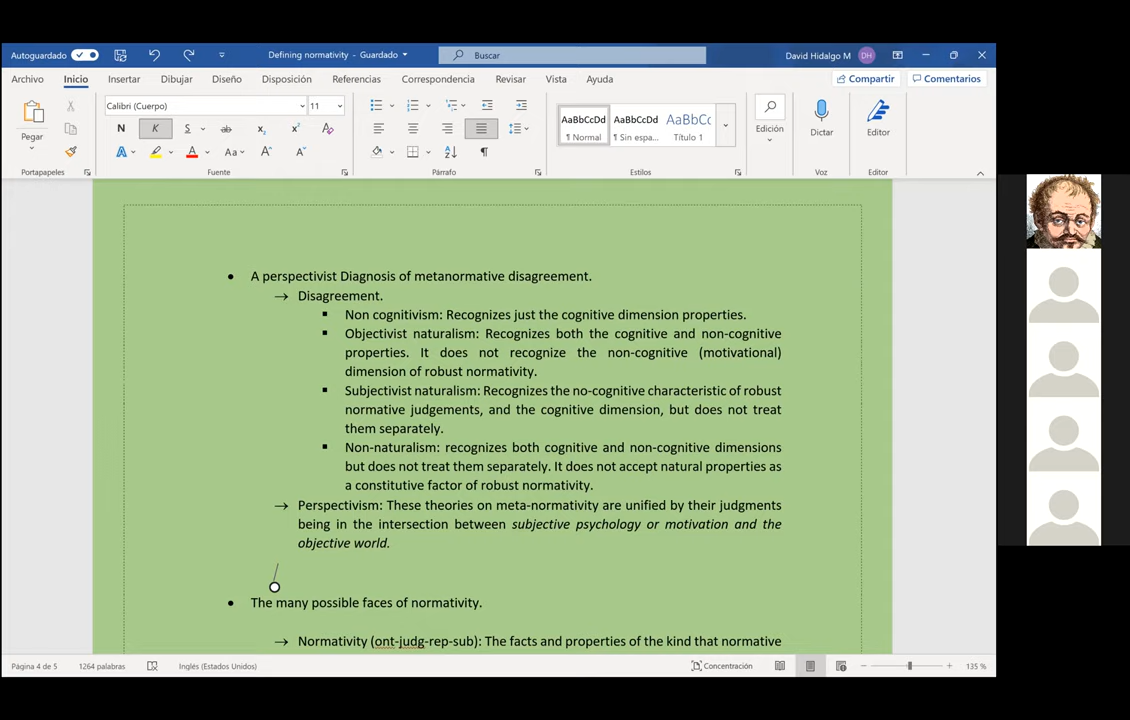 Autoguardado
Defining normativity - Guardado
Buscar
David Hidalgo M
DH
Archivo Inicio Insertar Dibujar Diseño Disposición Referencias Correspondencia Revisar Vista Ayuda
Compartir Comentarios
Calibri (Cuerpo) 11
AaBbCcDd AaBbCcDd AaBbCc
Pegar
N K S ab x₂ x²
A A Aa A A
¶ Normal ¶ Sin espa... Título 1
Edición
Dictar
Editor
Portapapeles Fuente Párrafo Estilos Voz Editor
• A perspectivist Diagnosis of metanormative disagreement.
→ Disagreement.
▪ Non cognitivism: Recognizes just the cognitive dimension properties.
▪ Objectivist naturalism: Recognizes both the cognitive and non-cognitive
properties. It does not recognize the non-cognitive (motivational)
dimension of robust normativity.
▪ Subjectivist naturalism: Recognizes the no-cognitive characteristic of robust
normative judgements, and the cognitive dimension, but does not treat
them separately.
▪ Non-naturalism: recognizes both cognitive and non-cognitive dimensions
but does not treat them separately. It does not accept natural properties as
a constitutive factor of robust normativity.
→ Perspectivism: These theories on meta-normativity are unified by their judgments
being in the intersection between subjective psychology or motivation and the
objective world.
• The many possible faces of normativity.
→ Normativity (ont-judg-rep-sub): The facts and properties of the kind that normative
Página 4 de 5 1264 palabras Inglés (Estados Unidos) Concentración 135 %